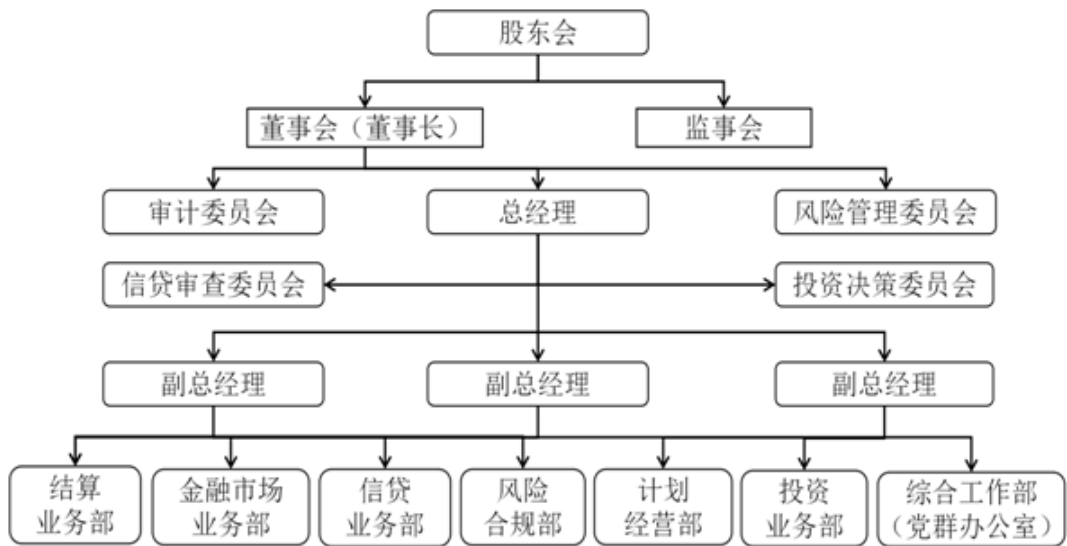 股东会
董事会（董事长）
监事会
审计委员会
总经理
风险管理委员会
信贷审查委员会
投资决策委员会
副总经理
副总经理
副总经理
结算
业务部
金融市场
业务部
信贷
业务部
风险
合规部
计划
经营部
投资
业务部
综合工作部
（党群办公室）